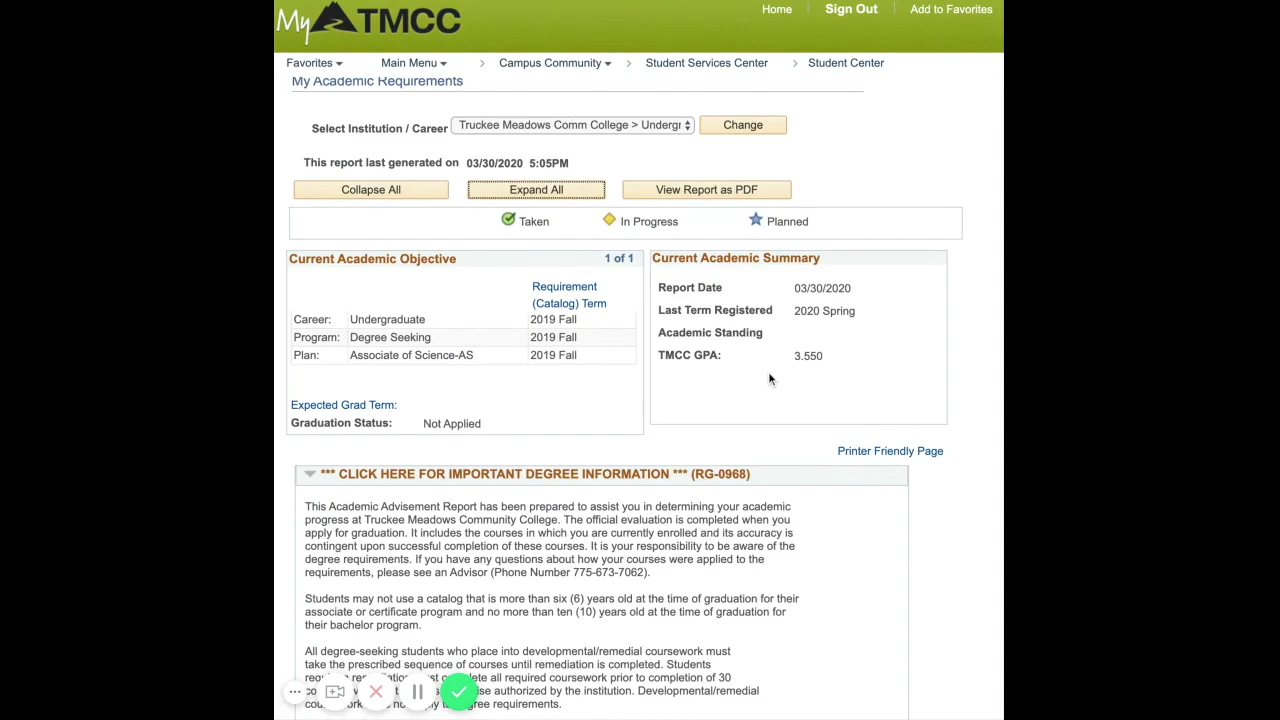 My TMCC
Home Sign Out Add to Favorites
Favorites Main Menu > Campus Community > Student Services Center > Student Center
My Academic Requirements
Select Institution / Career Truckee Meadows Comm College > Undergr Change
This report last generated on 03/30/2020 5:05PM
Collapse All Expand All View Report as PDF
Taken In Progress Planned
Current Academic Objective 1 of 1
Requirement
(Catalog) Term
Career: Undergraduate 2019 Fall
Program: Degree Seeking 2019 Fall
Plan: Associate of Science-AS 2019 Fall
Expected Grad Term:
Graduation Status: Not Applied
Current Academic Summary
Report Date 03/30/2020
Last Term Registered 2020 Spring
Academic Standing
TMCC GPA: 3.550
Printer Friendly Page
*** CLICK HERE FOR IMPORTANT DEGREE INFORMATION *** (RG-0968)
This Academic Advisement Report has been prepared to assist you in determining your academic
progress at Truckee Meadows Community College. The official evaluation is completed when you
apply for graduation. It includes the courses in which you are currently enrolled and its accuracy is
contingent upon successful completion of these courses. It is your responsibility to be aware of the
degree requirements. If you have any questions about how your courses were applied to the
requirements, please see an Advisor (Phone Number 775-673-7062).
Students may not use a catalog that is more than six (6) years old at the time of graduation for their
associate or certificate program and no more than ten (10) years old at the time of graduation for
their bachelor program.
All degree-seeking students who place into developmental/remedial coursework must
take the prescribed sequence of courses until remediation is completed. Students
all required coursework prior to completion of 30
authorized by the institution. Developmental/remedial
requirements.